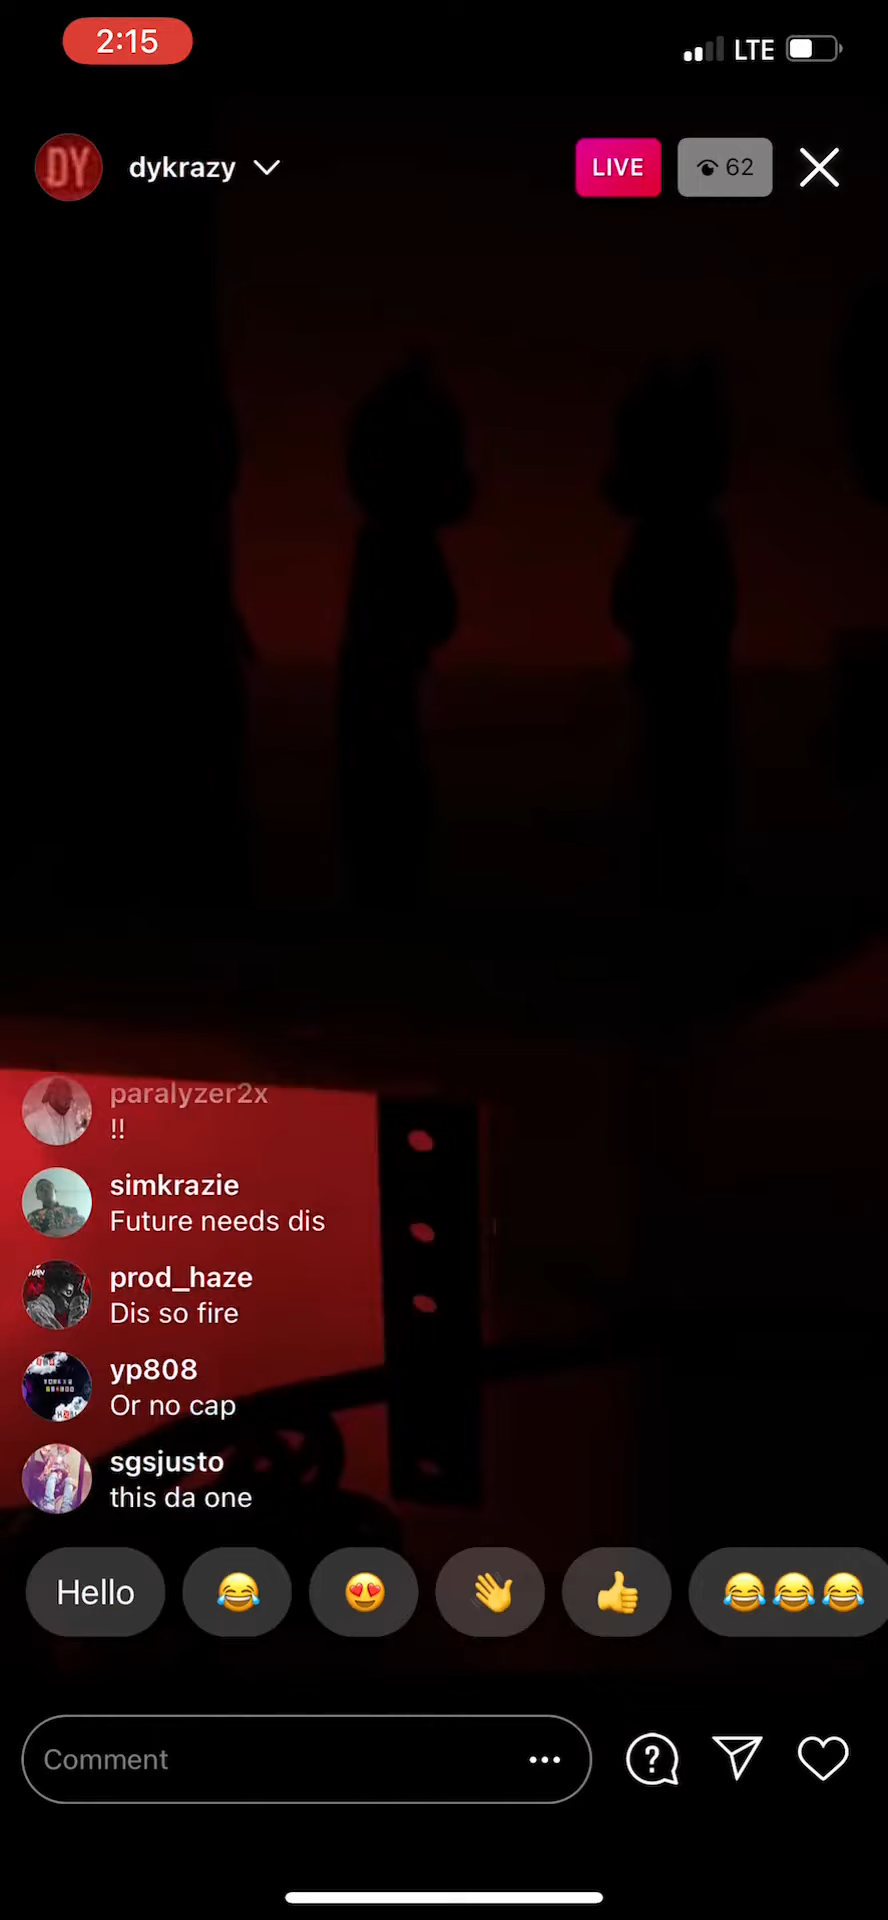 2:15
LTE
DY
dykrazy
LIVE
62
paralyzer2x
!!
simkrazie
Future needs dis
prod_haze
Dis so fire
yp808
Or no cap
sgsjusto
this da one
Hello
Comment